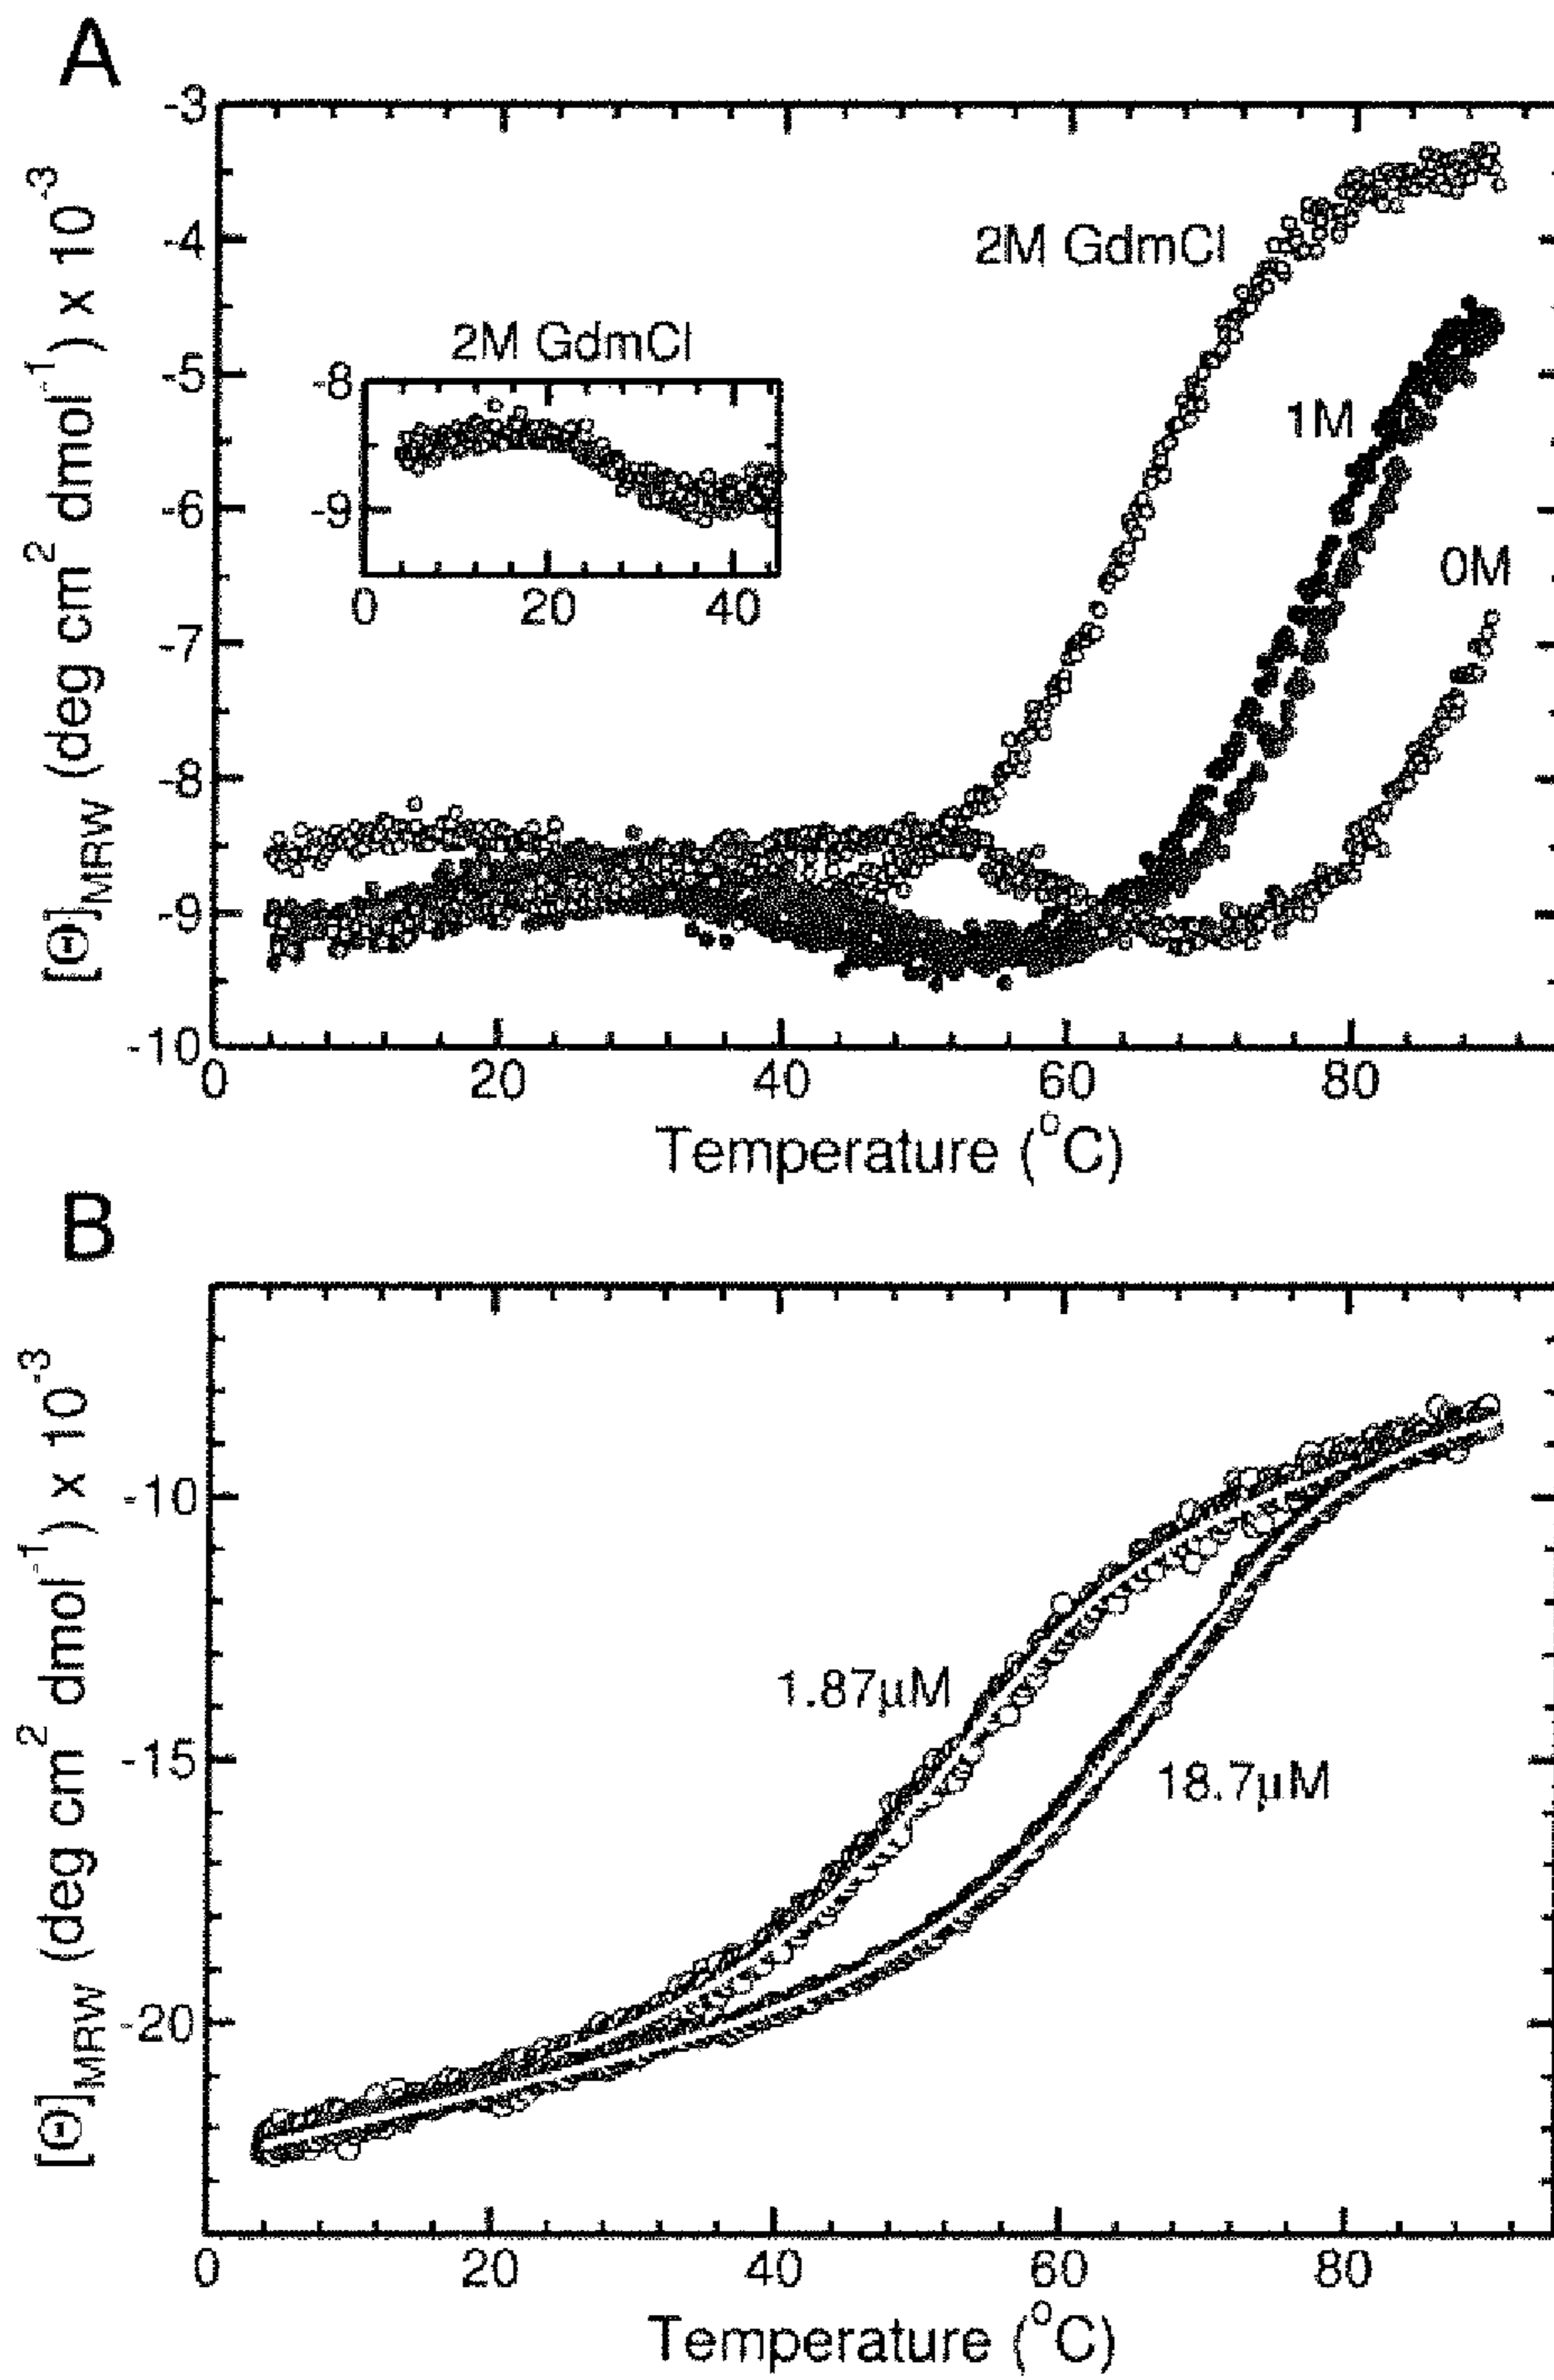 A
-3
-4
-5
-6
-7
-8
-9
-10
[Θ]MRW (deg cm2 dmol-1) x 10-3
2M GdmCl
1M
0M
2M GdmCl
-8
-9
0 20 40
0 20 40 60 80
Temperature (°C)
B
-10
-15
-20
[Θ]MRW (deg cm2 dmol-1) x 10-3
1.87μM
18.7μM
0 20 40 60 80
Temperature (°C)